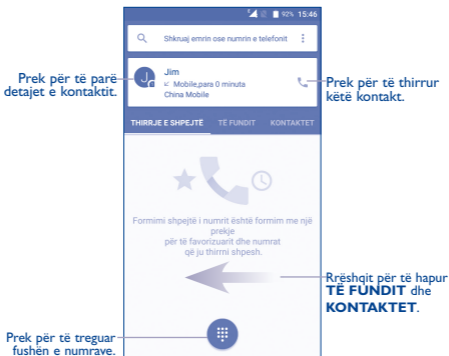 92% 15:46
Shkruaj emrin ose numrin e telefonit
Prek për të parë
detajet e kontaktit.
J
Jim
Mobile,para 0 minuta
China Mobile
Prek për të thirrur
këtë kontakt.
THIRRJE E SHPEJTË TË FUNDIT KONTAKTET
Formimi shpejtë i numrit është formim me një
prekje
për të favorizuarit dhe numrat
që ju thirrni shpesh.
Rrëshqit për të hapur
TË FUNDIT dhe
KONTAKTET.
Prek për të treguar
fushën e numrave.